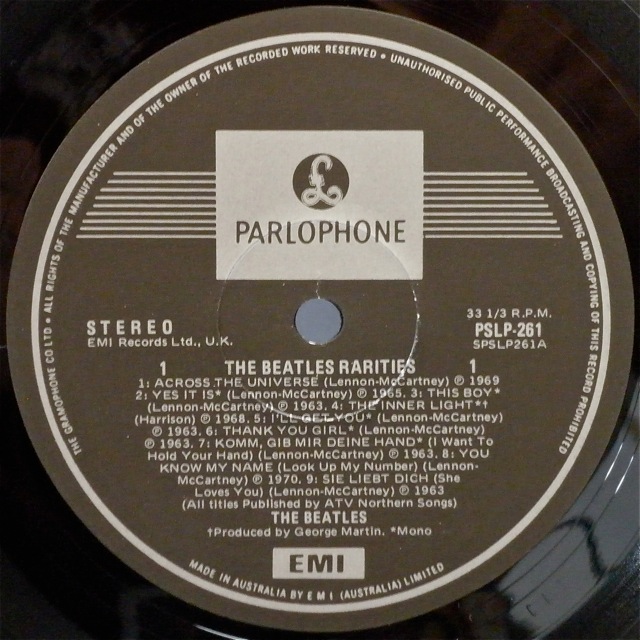 THE GRAMOPHONE CO LTD • ALL RIGHTS OF THE MANUFACTURER AND OF THE OWNER OF THE RECORDED WORK RESERVED • UNAUTHORISED PUBLIC PERFORMANCE BROADCASTING AND COPYING OF THIS RECORD PROHIBITED
£
PARLOPHONE
STEREO
EMI Records Ltd., U.K.
33 1/3 R.P.M.
PSLP-261
SPSLP261A
1 THE BEATLES RARITIES 1
1: ACROSS THE UNIVERSE (Lennon-McCartney) ℗ 1969
2: YES IT IS* (Lennon-McCartney) ℗ 1965. 3: THIS BOY*
(Lennon-McCartney) ℗ 1963. 4: THE INNER LIGHT*†
(Harrison) ℗ 1968. 5: I'LL GET YOU* (Lennon-McCartney)
℗ 1963. 6: THANK YOU GIRL* (Lennon-McCartney)
℗ 1963. 7: KOMM, GIB MIR DEINE HAND* (I Want To
Hold Your Hand) (Lennon-McCartney) ℗ 1963. 8: YOU
KNOW MY NAME (Look Up My Number) (Lennon-
McCartney) ℗ 1970. 9: SIE LIEBT DICH (She
Loves You) (Lennon-McCartney) ℗ 1963
(All titles Published by ATV Northern Songs)
THE BEATLES
†Produced by George Martin. *Mono
EMI
MADE IN AUSTRALIA BY E M I (AUSTRALIA) LIMITED